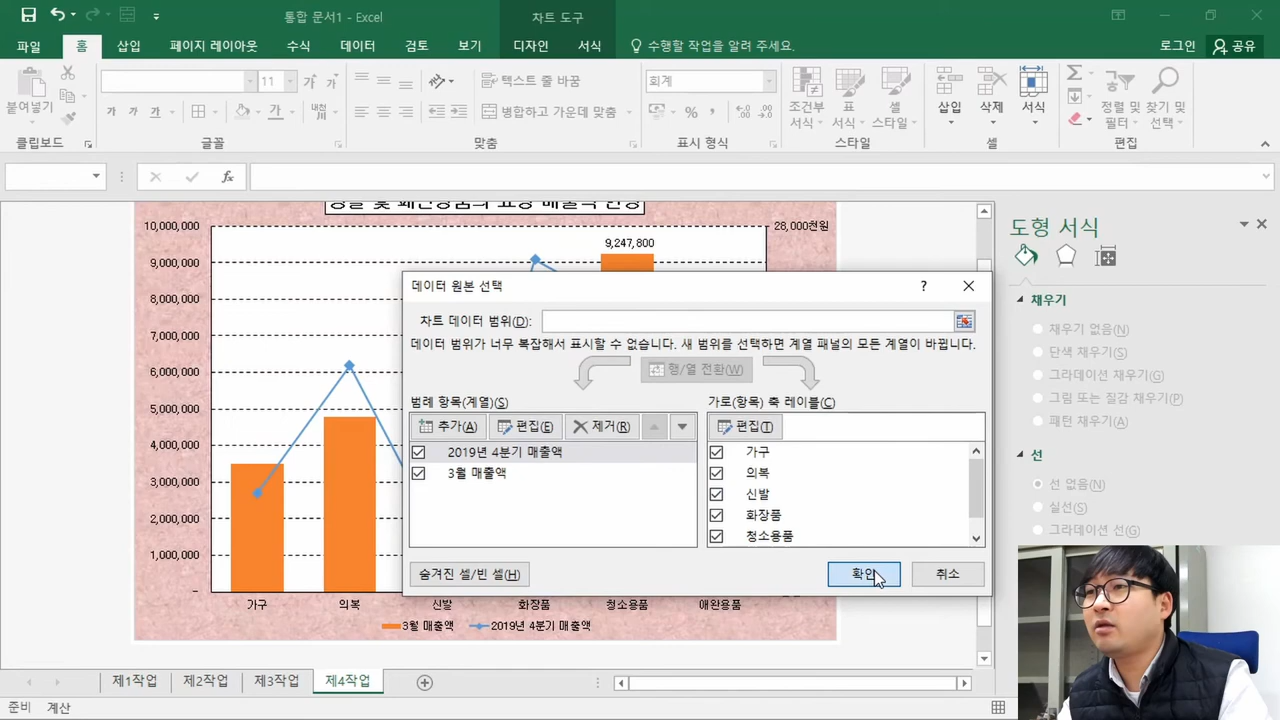 통합 문서1 - Excel
차트 도구
파일
홈
삽입
페이지 레이아웃
수식
데이터
검토
보기
디자인
서식
수행할 작업을 알려 주세요.
로그인
공유
붙여넣기
클립보드
11
가
가
가
가
가
가
내천
글꼴
텍스트 줄 바꿈
병합하고 가운데 맞춤
맞춤
회계
%
표시 형식
조건부 서식
표 서식
셀 스타일
스타일
삽입
삭제
서식
셀
정렬 및 필터
찾기 및 선택
편집
fx
10,000,000
9,000,000
8,000,000
7,000,000
6,000,000
5,000,000
4,000,000
3,000,000
2,000,000
1,000,000
28,000천원
9,247,800
가구
의복
신발
화장품
청소용품
애완용품
3월 매출액
2019년 4분기 매출액
데이터 원본 선택
?
차트 데이터 범위(D):
데이터 범위가 너무 복잡해서 표시할 수 없습니다. 새 범위를 선택하면 계열 패널의 모든 계열이 바뀝니다.
행/열 전환(W)
범례 항목(계열)(S)
추가(A)
편집(E)
제거(R)
2019년 4분기 매출액
3월 매출액
가로(항목) 축 레이블(C)
편집(T)
가구
의복
신발
화장품
청소용품
숨겨진 셀/빈 셀(H)
확인
취소
도형 서식
채우기
채우기 없음(N)
단색 채우기(S)
그라데이션 채우기(G)
그림 또는 질감 채우기(P)
패턴 채우기(A)
선
선 없음(N)
실선(S)
그라데이션 선(G)
제1작업
제2작업
제3작업
제4작업
준비
계산